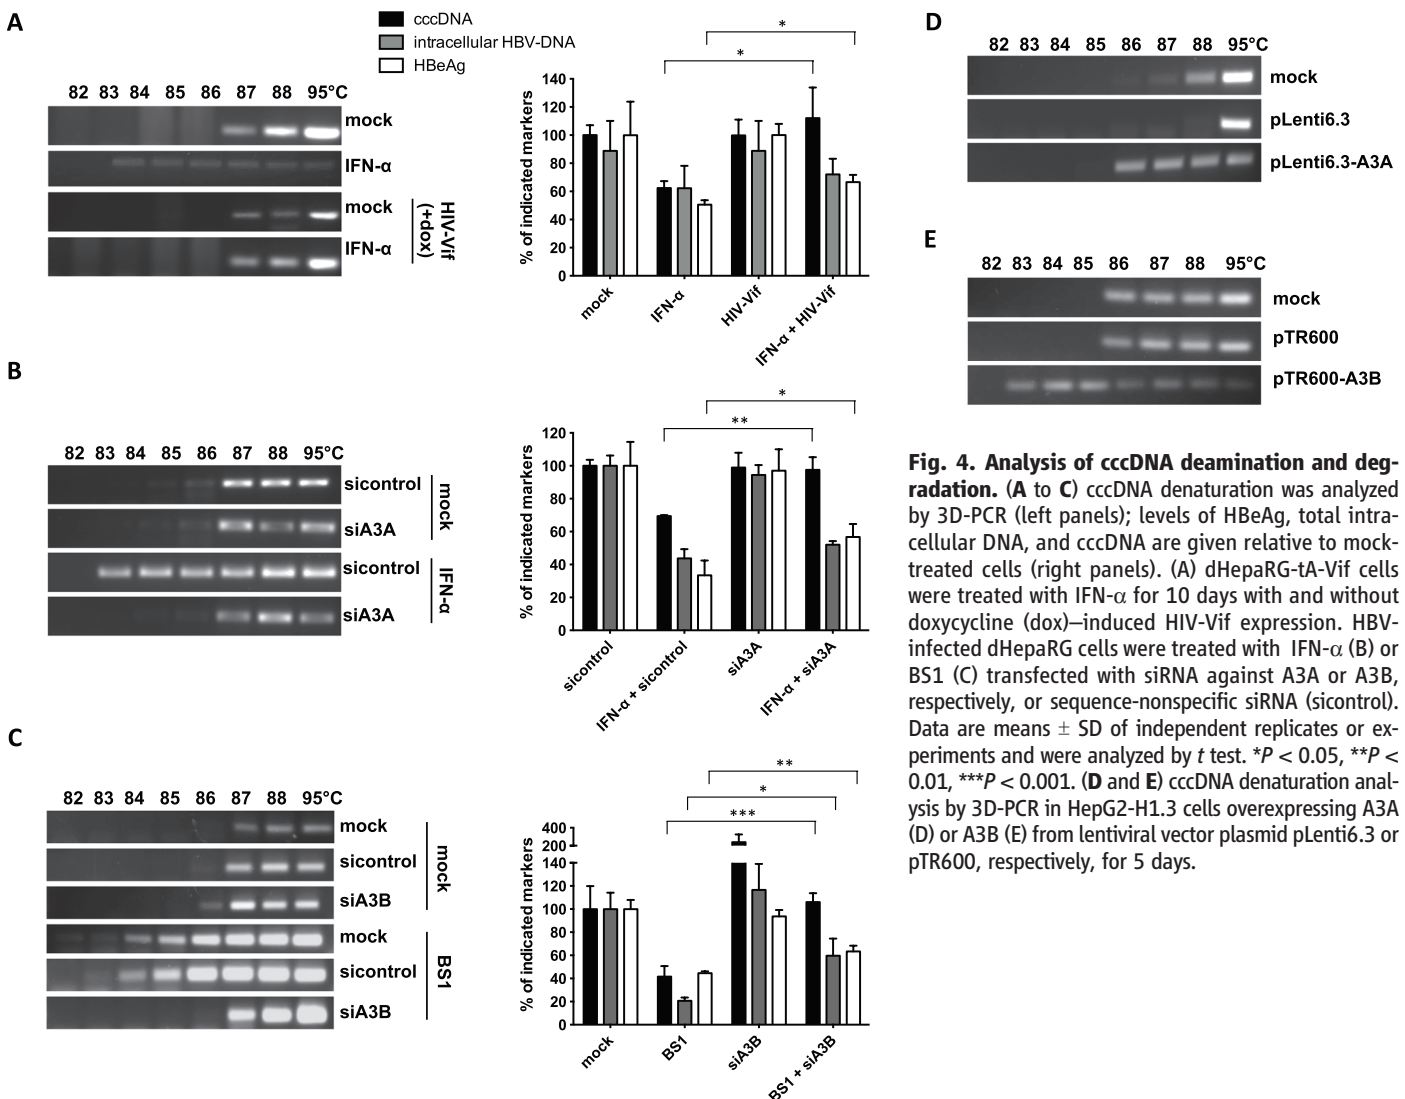 A
cccDNA
intracellular HBV-DNA
HBeAg
82 83 84 85 86 87 88 95°C
mock
IFN-α
mock
IFN-α
HIV-Vif
(+dox)
% of indicated markers
140
120
100
80
60
40
20
0
*
*
mock
IFN-α
HIV-Vif
IFN-α + HIV-Vif
B
82 83 84 85 86 87 88 95°C
sicontrol
siA3A
sicontrol
siA3A
mock
IFN-α
% of indicated markers
120
100
80
60
40
20
0
*
**
sicontrol
IFN-α + sicontrol
siA3A
IFN-α + siA3A
C
82 83 84 85 86 87 88 95°C
mock
sicontrol
siA3B
mock
sicontrol
siA3B
mock
BS1
% of indicated markers
400
200
140
120
100
80
60
40
20
0
**
*
***
mock
BS1
siA3B
BS1 + siA3B
D
82 83 84 85 86 87 88 95°C
mock
pLenti6.3
pLenti6.3-A3A
E
82 83 84 85 86 87 88 95°C
mock
pTR600
pTR600-A3B
Fig. 4. Analysis of cccDNA deamination and deg-
radation. (A to C) cccDNA denaturation was analyzed
by 3D-PCR (left panels); levels of HBeAg, total intra-
cellular DNA, and cccDNA are given relative to mock-
treated cells (right panels). (A) dHepaRG-tA-Vif cells
were treated with IFN-α for 10 days with and without
doxycycline (dox)–induced HIV-Vif expression. HBV-
infected dHepaRG cells were treated with IFN-α (B) or
BS1 (C) transfected with siRNA against A3A or A3B,
respectively, or sequence-nonspecific siRNA (sicontrol).
Data are means ± SD of independent replicates or ex-
periments and were analyzed by t test. *P < 0.05, **P <
0.01, ***P < 0.001. (D and E) cccDNA denaturation anal-
ysis by 3D-PCR in HepG2-H1.3 cells overexpressing A3A
(D) or A3B (E) from lentiviral vector plasmid pLenti6.3 or
pTR600, respectively, for 5 days.